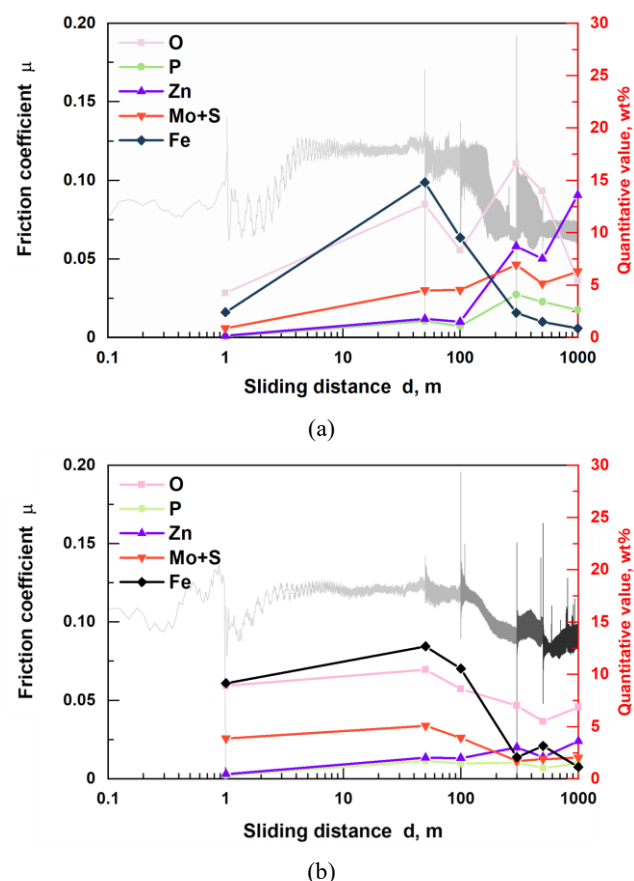 0.20
0.15
0.10
0.05
0
Friction coefficient μ
O
P
Zn
Mo+S
Fe
30
25
20
15
10
5
0
Quantitative value, wt%
0.1
1
10
100
1000
Sliding distance d, m
(a)
0.20
0.15
0.10
0.05
0
Friction coefficient μ
O
P
Zn
Mo+S
Fe
30
25
20
15
10
5
0
Quantitative value, wt%
0.1
1
10
100
1000
Sliding distance d, m
(b)